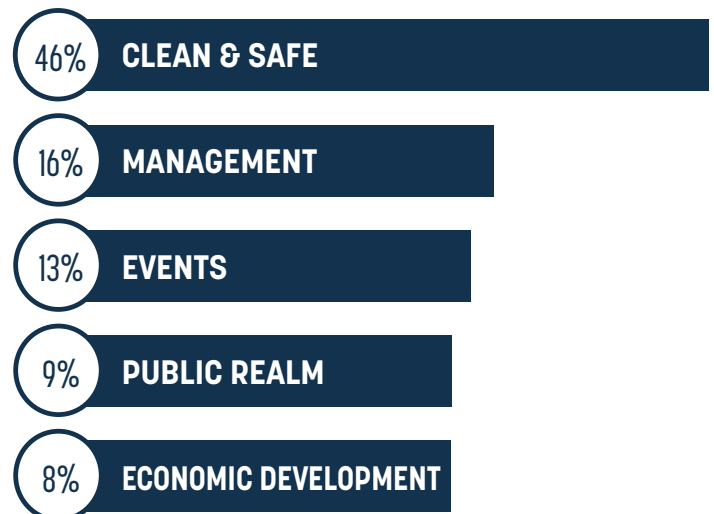 46% CLEAN & SAFE
16% MANAGEMENT
13% EVENTS
9% PUBLIC REALM
8% ECONOMIC DEVELOPMENT